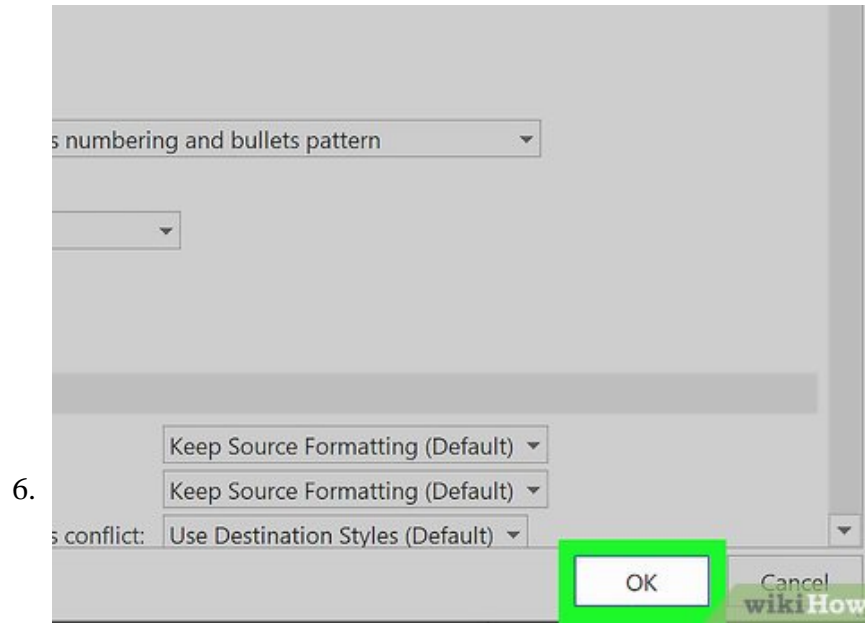 s numbering and bullets pattern
Keep Source Formatting (Default)
6.
Keep Source Formatting (Default)
s conflict: Use Destination Styles (Default)
OK
Cancel
wikiHow